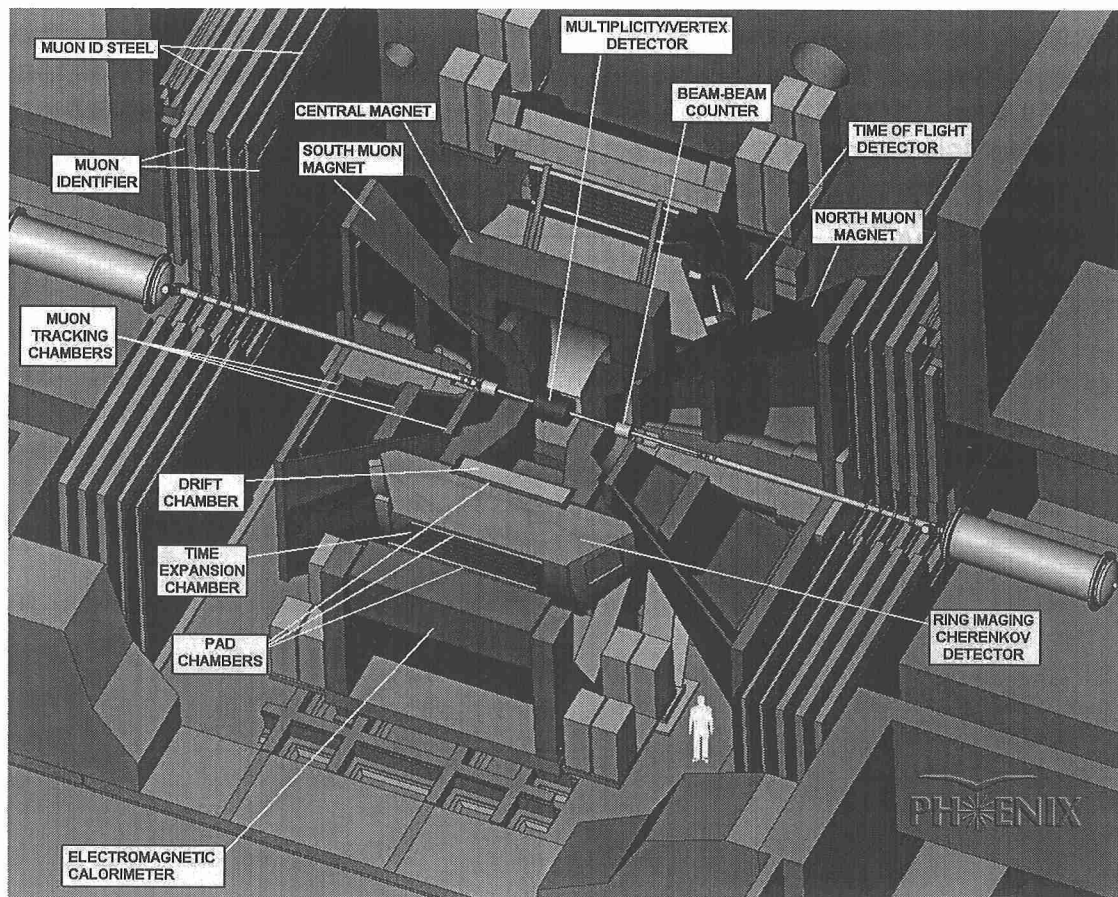 MUON ID STEEL
MULTIPLICITY/VERTEX
DETECTOR
BEAM-BEAM
COUNTER
CENTRAL MAGNET
TIME OF FLIGHT
DETECTOR
SOUTH MUON
MAGNET
MUON
IDENTIFIER
NORTH MUON
MAGNET
MUON
TRACKING
CHAMBERS
DRIFT
CHAMBER
TIME
EXPANSION
CHAMBER
PAD
CHAMBERS
RING IMAGING
CHERENKOV
DETECTOR
PHENIX
ELECTROMAGNETIC
CALORIMETER